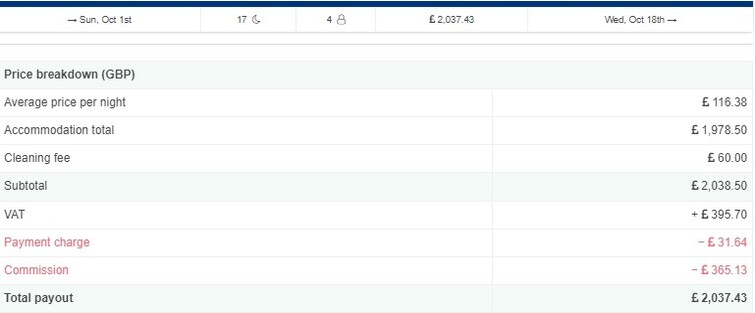 → Sun, Oct 1st 17 4 £ 2,037.43 Wed, Oct 18th →
Price breakdown (GBP)
Average price per night £ 116.38
Accommodation total £ 1,978.50
Cleaning fee £ 60.00
Subtotal £ 2,038.50
VAT + £ 395.70
Payment charge − £ 31.64
Commission − £ 365.13
Total payout £ 2,037.43